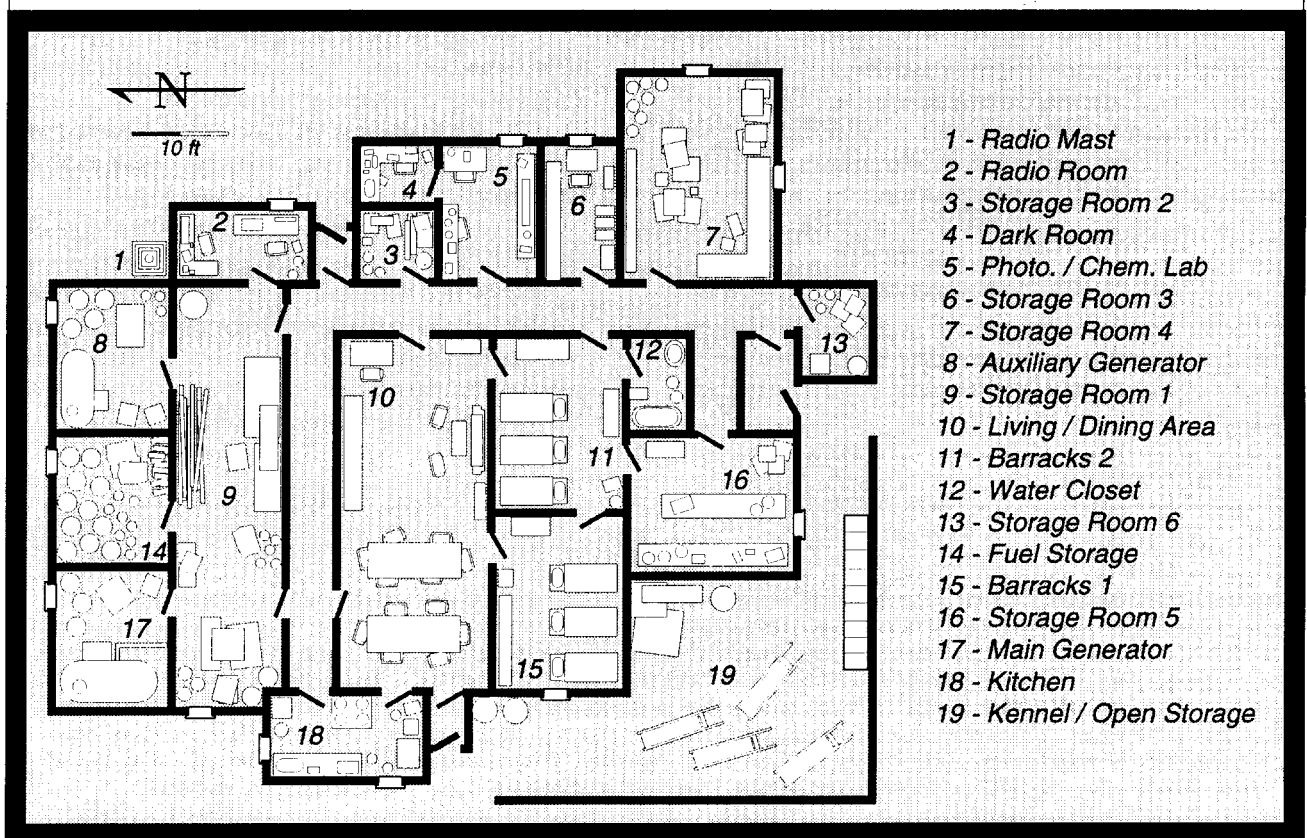 N
10 ft
1
2
3
4
5
6
7
8
9
10
11
12
13
14
15
16
17
18
19
1 - Radio Mast
2 - Radio Room
3 - Storage Room 2
4 - Dark Room
5 - Photo. / Chem. Lab
6 - Storage Room 3
7 - Storage Room 4
8 - Auxiliary Generator
9 - Storage Room 1
10 - Living / Dining Area
11 - Barracks 2
12 - Water Closet
13 - Storage Room 6
14 - Fuel Storage
15 - Barracks 1
16 - Storage Room 5
17 - Main Generator
18 - Kitchen
19 - Kennel / Open Storage